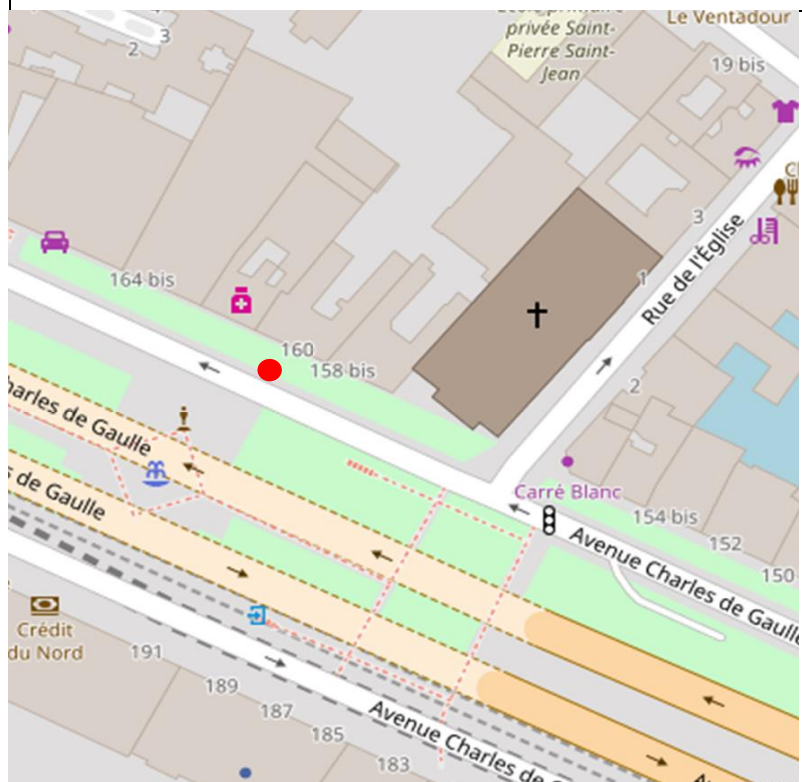 École primaire
privée Saint-
Pierre Saint-
Jean
Le Ventadour
3
2
19 bis
3
1
Rue de l'Église
164 bis
160
158 bis
2
harles de Gaulle
s de Gaulle
Carré Blanc
154 bis
152
150
Avenue Charles de Gaulle
Crédit
du Nord
191
189
187
185
183
Avenue Charles de G